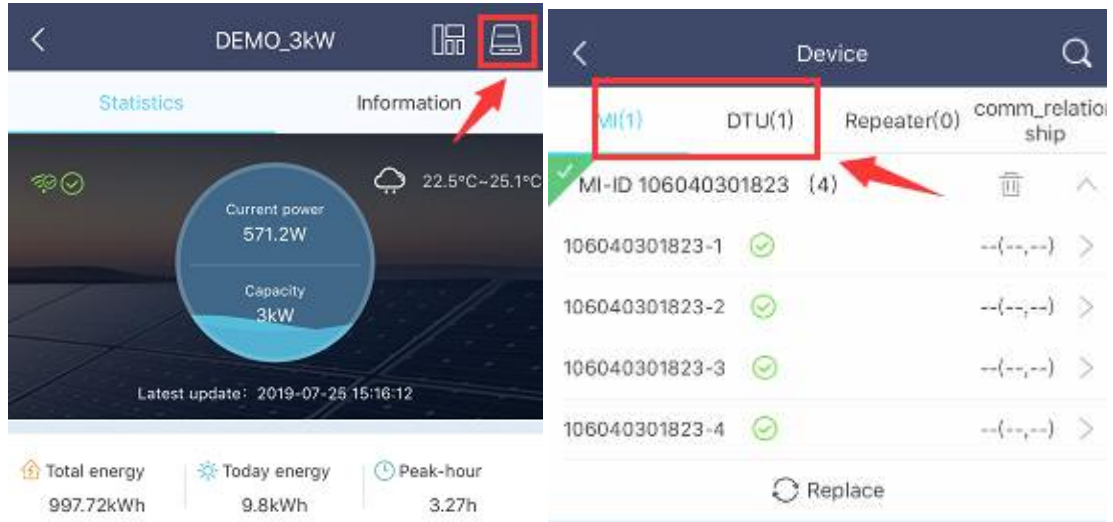 DEMO_3kW
Statistics
Information
22.5°C~25.1°C
Current power
571.2W
Capacity
3kW
Latest update: 2019-07-25 15:16:12
Total energy
997.72kWh
Today energy
9.8kWh
Peak-hour
3.27h
Device
MI(1)
DTU(1)
Repeater(0)
comm_relation
ship
MI-ID 106040301823 (4)
106040301823-1 --(--,--)
106040301823-2 --(--,--)
106040301823-3 --(--,--)
106040301823-4 --(--,--)
Replace